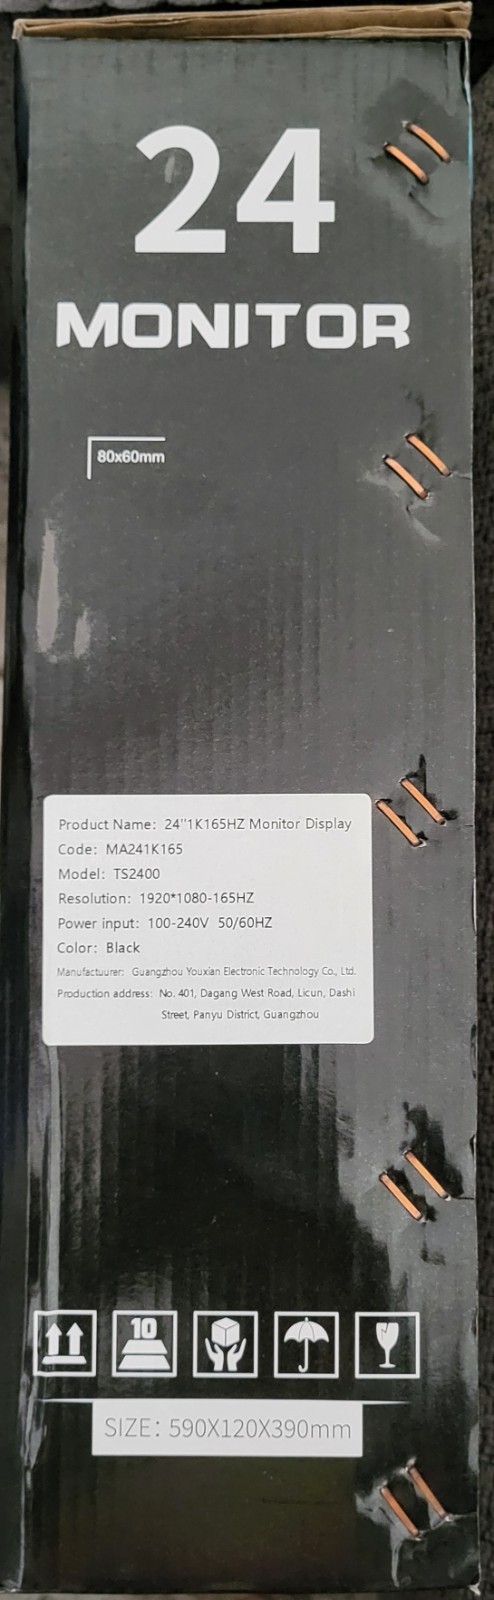 24
MONITOR
80x60mm
Product Name: 24"1K165HZ Monitor Display
Code: MA241K165
Model: TS2400
Resolution: 1920*1080-165HZ
Power input: 100-240V 50/60HZ
Color: Black
Manufactuurer: Guangzhou Youxian Electronic Technology Co., Ltd.
Production address: No. 401, Dagang West Road, Licun, Dashi
Street, Panyu District, Guangzhou
10
SIZE: 590X120X390mm